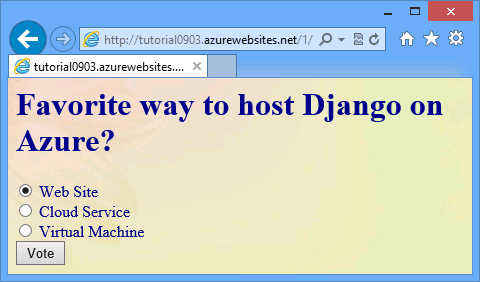 http://tutorial0903.azurewebsites.net/1/
tutorial0903.azurewebsites....
Favorite way to host Django on
Azure?
Web Site
Cloud Service
Virtual Machine
Vote